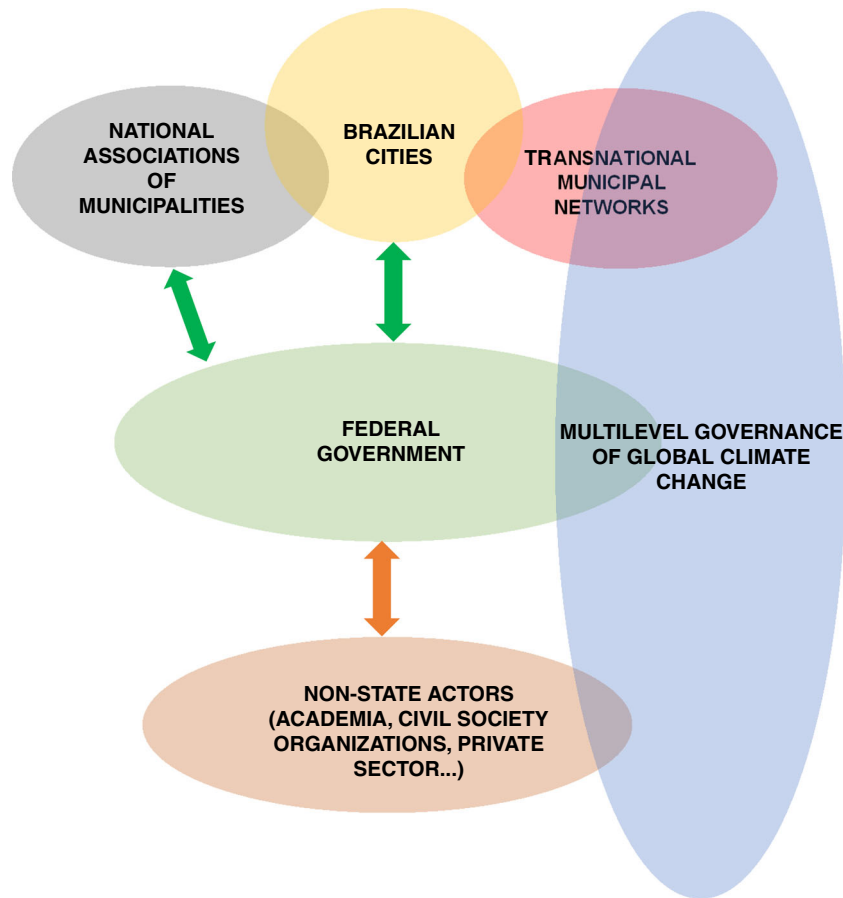 NATIONAL
ASSOCIATIONS
OF
MUNICIPALITIES
BRAZILIAN
CITIES
TRANSNATIONAL
MUNICIPAL
NETWORKS
FEDERAL
GOVERNMENT
MULTILEVEL GOVERNANCE
OF GLOBAL CLIMATE
CHANGE
NON-STATE ACTORS
(ACADEMIA, CIVIL SOCIETY
ORGANIZATIONS, PRIVATE
SECTOR...)